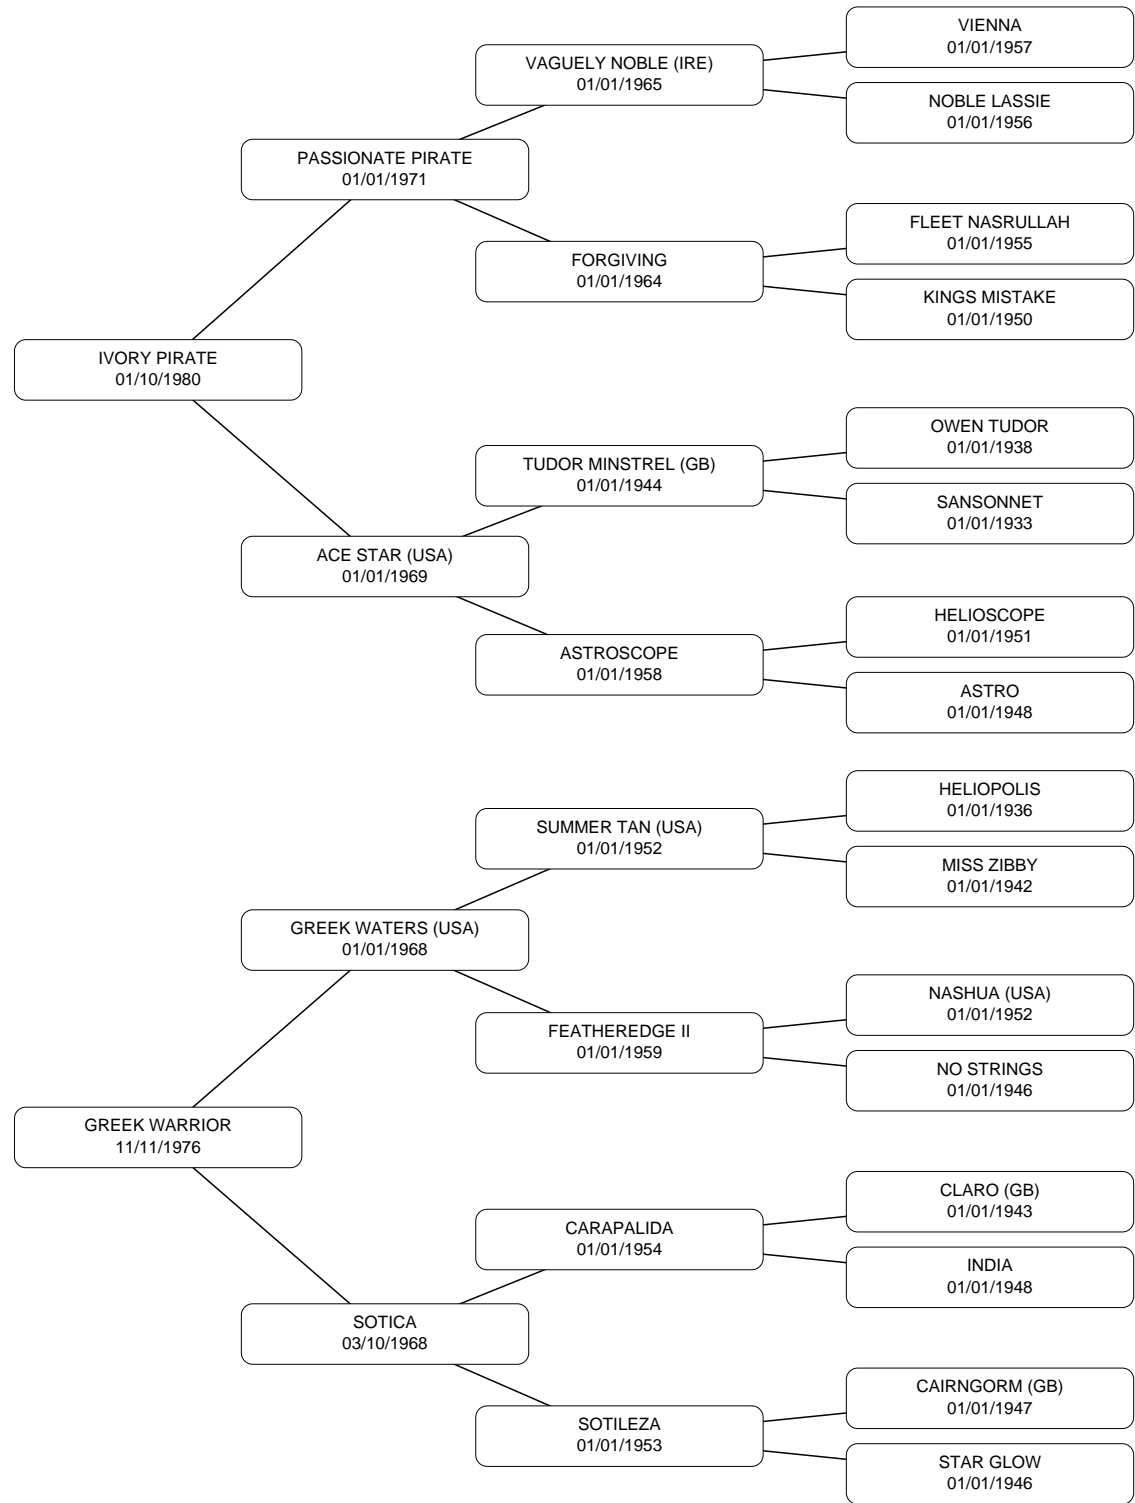 VIENNA
01/01/1957
VAGUELY NOBLE (IRE)
01/01/1965
NOBLE LASSIE
01/01/1956
PASSIONATE PIRATE
01/01/1971
FLEET NASRULLAH
01/01/1955
FORGIVING
01/01/1964
KINGS MISTAKE
01/01/1950
IVORY PIRATE
01/10/1980
OWEN TUDOR
01/01/1938
TUDOR MINSTREL (GB)
01/01/1944
SANSONNET
01/01/1933
ACE STAR (USA)
01/01/1969
HELIOSCOPE
01/01/1951
ASTROSCOPE
01/01/1958
ASTRO
01/01/1948
HELIOPOLIS
01/01/1936
SUMMER TAN (USA)
01/01/1952
MISS ZIBBY
01/01/1942
GREEK WATERS (USA)
01/01/1968
NASHUA (USA)
01/01/1952
FEATHEREDGE II
01/01/1959
NO STRINGS
01/01/1946
GREEK WARRIOR
11/11/1976
CLARO (GB)
01/01/1943
CARAPALIDA
01/01/1954
INDIA
01/01/1948
SOTICA
03/10/1968
CAIRNGORM (GB)
01/01/1947
SOTILEZA
01/01/1953
STAR GLOW
01/01/1946